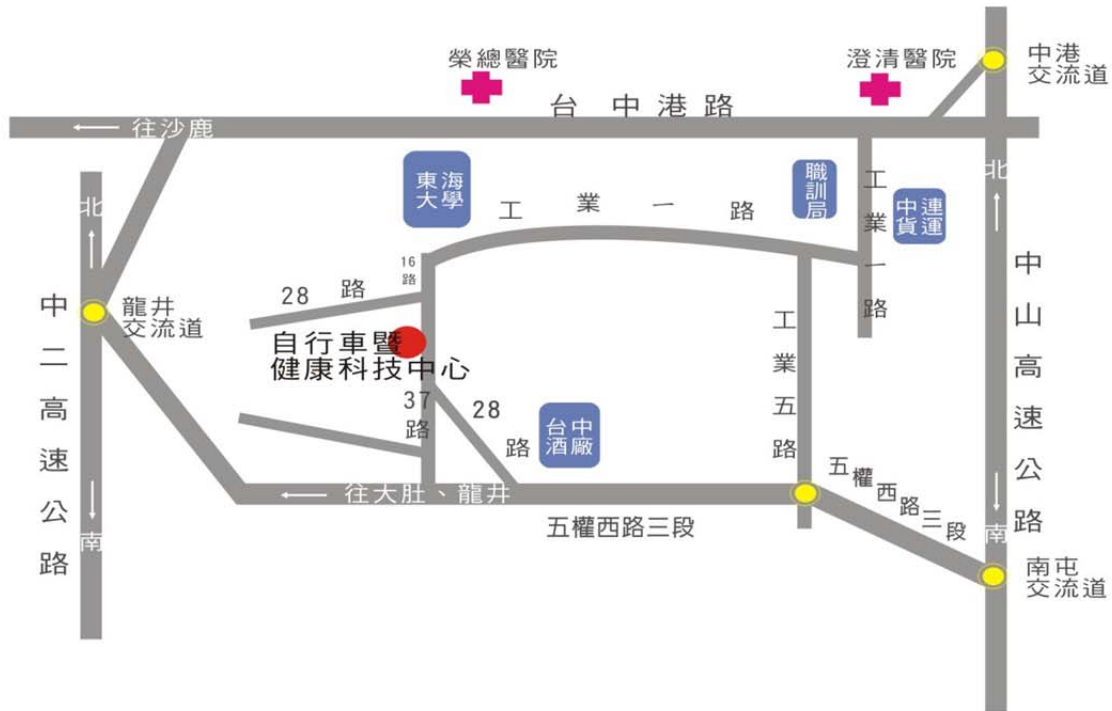 榮總醫院
澄清醫院
中港
交流道
台中港路
往沙鹿
北
東海
大學
工業一路
職訓局
工業一路
中連
貨運
北
16
路
28 路
中二高速公路
龍井
交流道
自行車暨
健康科技中心
工業五路
中山高速公路
37
路
28
路
台中
酒廠
往大肚、龍井
五權西路三段
五權西路三段
南
南
南屯
交流道